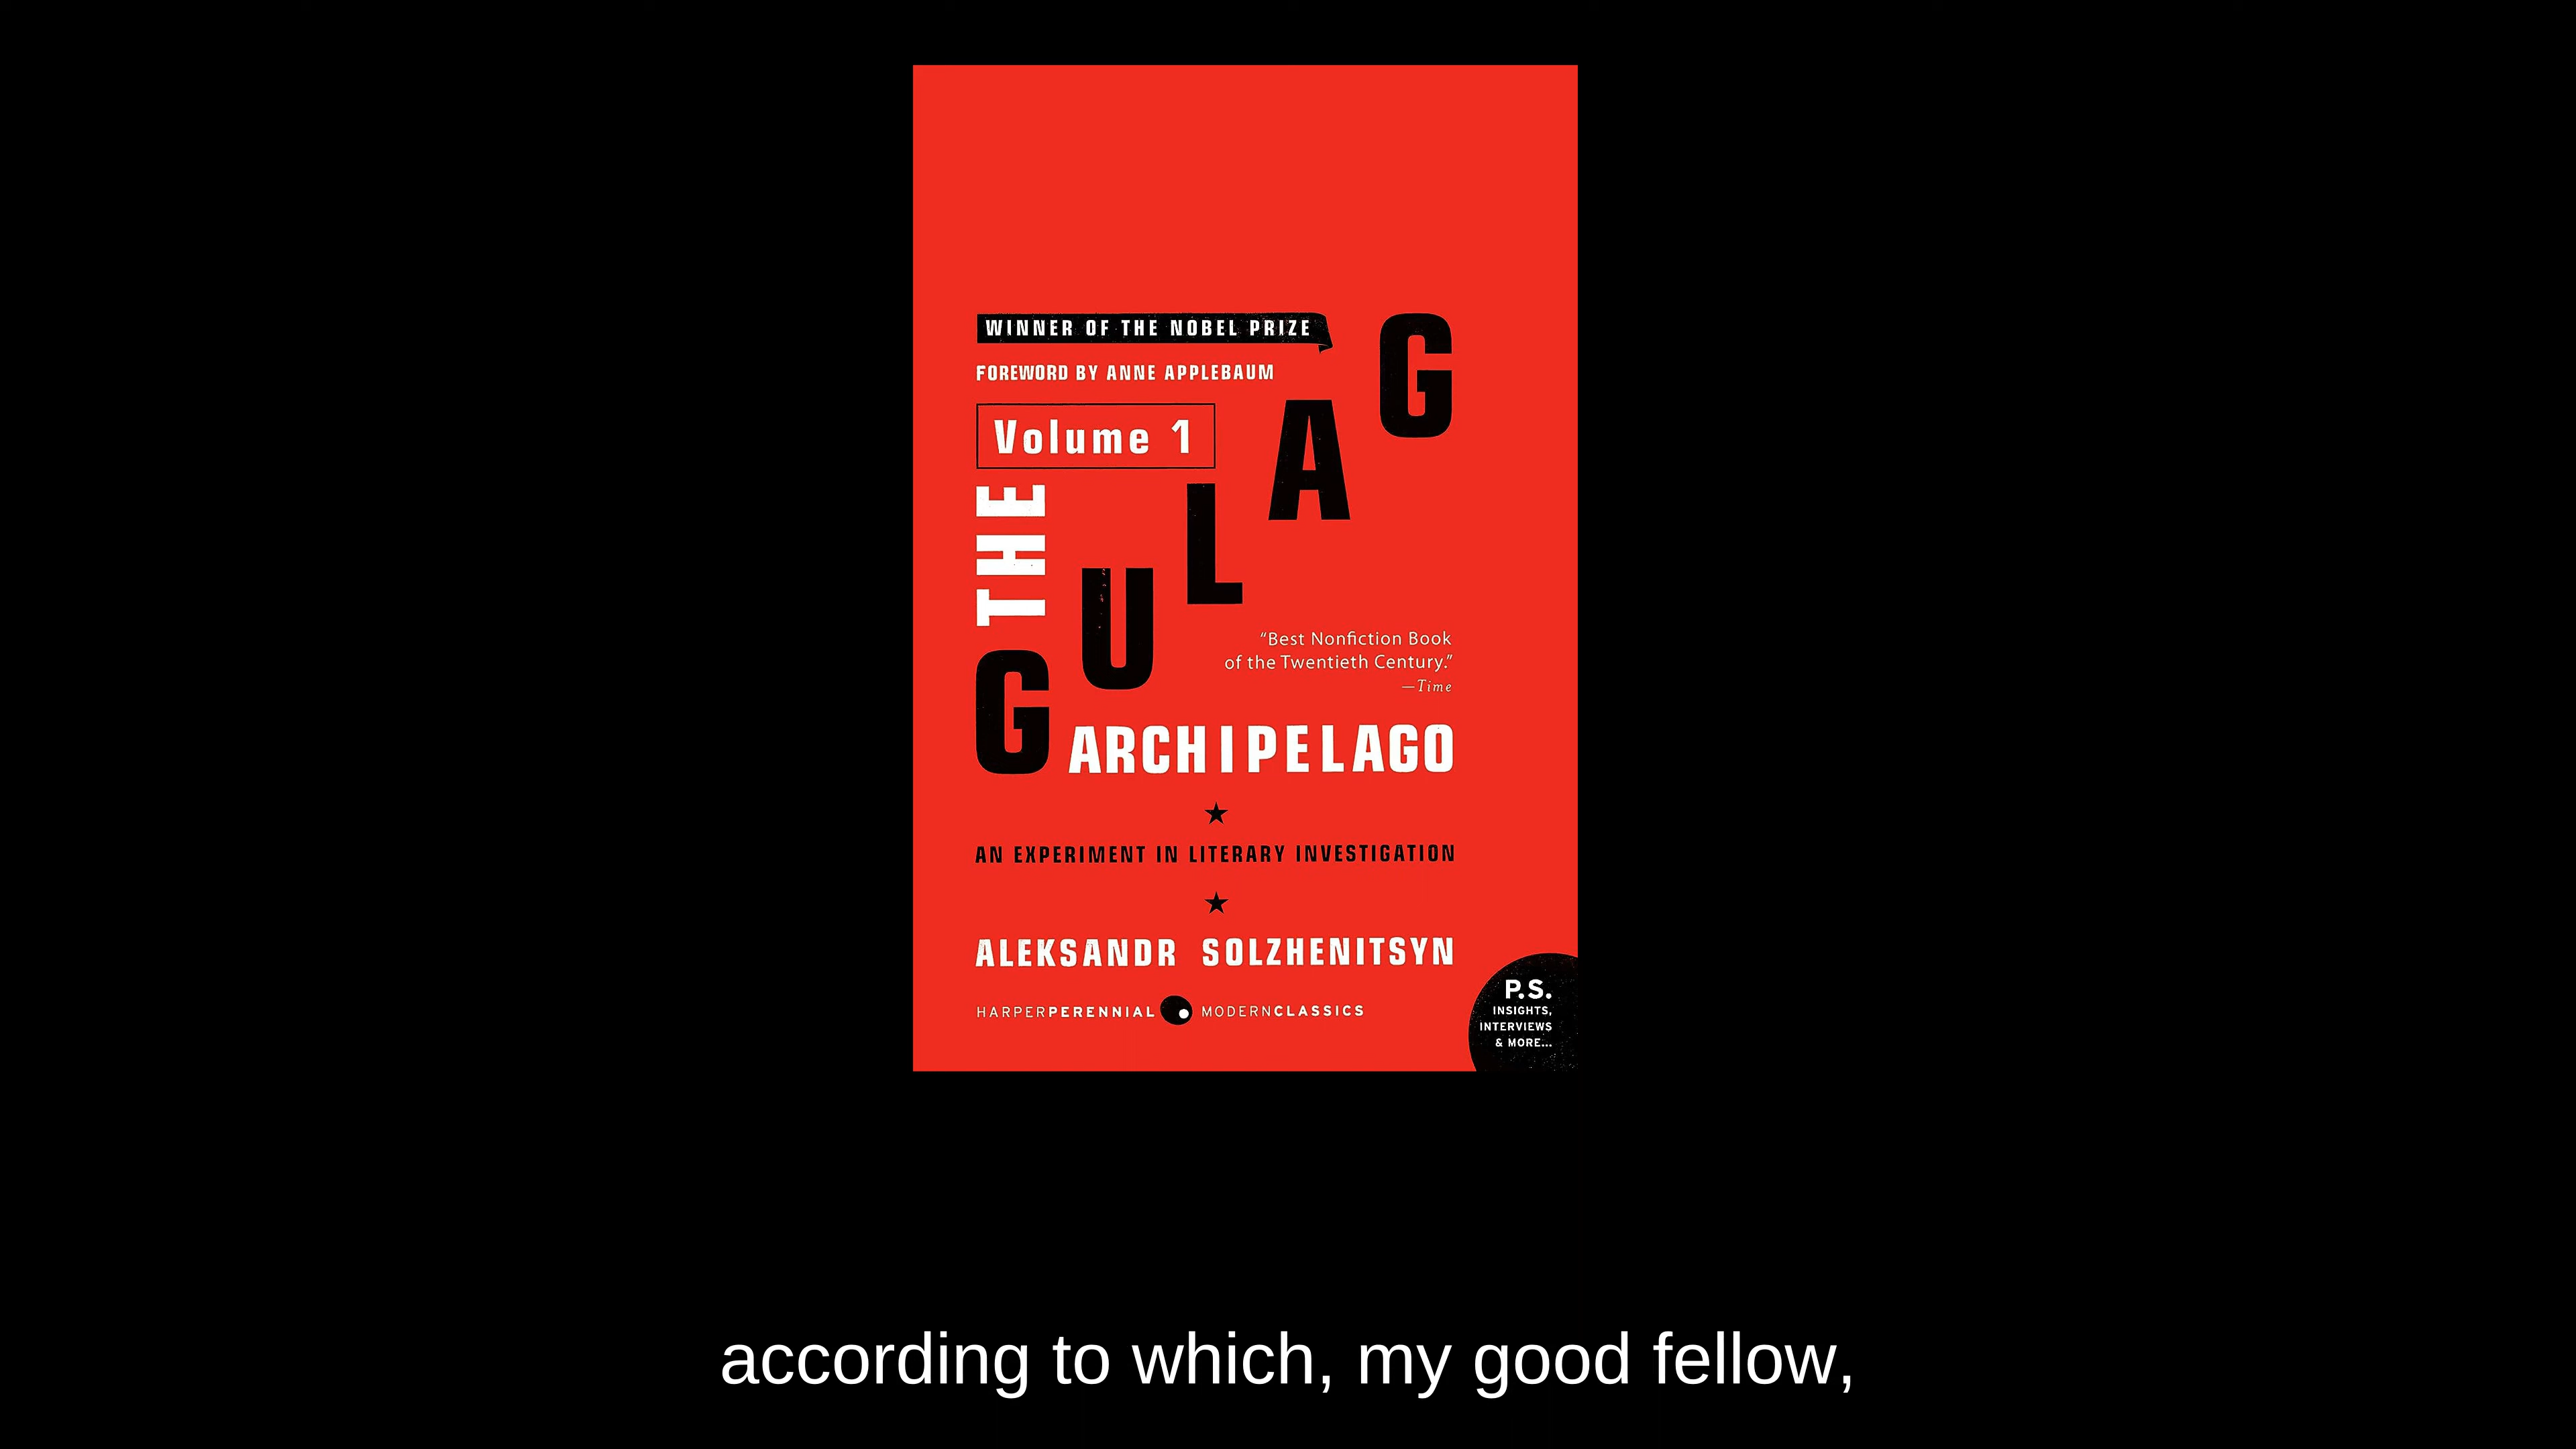 WINNER OF THE NOBEL PRIZE
FOREWORD BY ANNE APPLEBAUM
Volume 1
THE
GULAG
"Best Nonfiction Book
of the Twentieth Century."
—Time
ARCHIPELAGO
AN EXPERIMENT IN LITERARY INVESTIGATION
ALEKSANDR SOLZHENITSYN
HARPERPERENNIAL MODERNCLASSICS
P.S.
INSIGHTS,
INTERVIEWS
& MORE...
according to which, my good fellow,